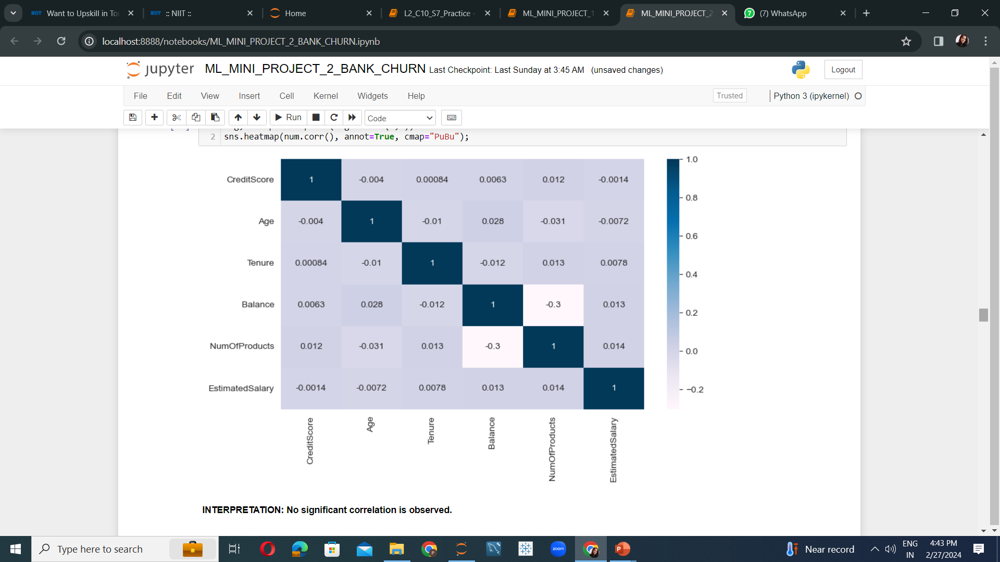 NIIT Want to Upskill in Too
NIIT :: NIIT ::
Home
L2_C10_S7_Practice -
ML_MINI_PROJECT_1
ML_MINI_PROJECT_2
7 (7) WhatsApp
localhost:8888/notebooks/ML_MINI_PROJECT_2_BANK_CHURN.ipynb
jupyter ML_MINI_PROJECT_2_BANK_CHURN Last Checkpoint: Last Sunday at 3:45 AM (unsaved changes)
Logout
File Edit View Insert Cell Kernel Widgets Help
Trusted
Python 3 (ipykernel)
Run
Code
2 sns.heatmap(num.corr(), annot=True, cmap="PuBu");
CreditScore 1 -0.004 0.00084 0.0063 0.012 -0.0014
Age -0.004 1 -0.01 0.028 -0.031 -0.0072
Tenure 0.00084 -0.01 1 -0.012 0.013 0.0078
Balance 0.0063 0.028 -0.012 1 -0.3 0.013
NumOfProducts 0.012 -0.031 0.013 -0.3 1 0.014
EstimatedSalary -0.0014 -0.0072 0.0078 0.013 0.014 1
CreditScore
Age
Tenure
Balance
NumOfProducts
EstimatedSalary
1.0
0.8
0.6
0.4
0.2
0.0
−0.2
INTERPRETATION: No significant correlation is observed.
Type here to search
zoom
P
P
Near record
ENG
IN
4:43 PM
2/27/2024